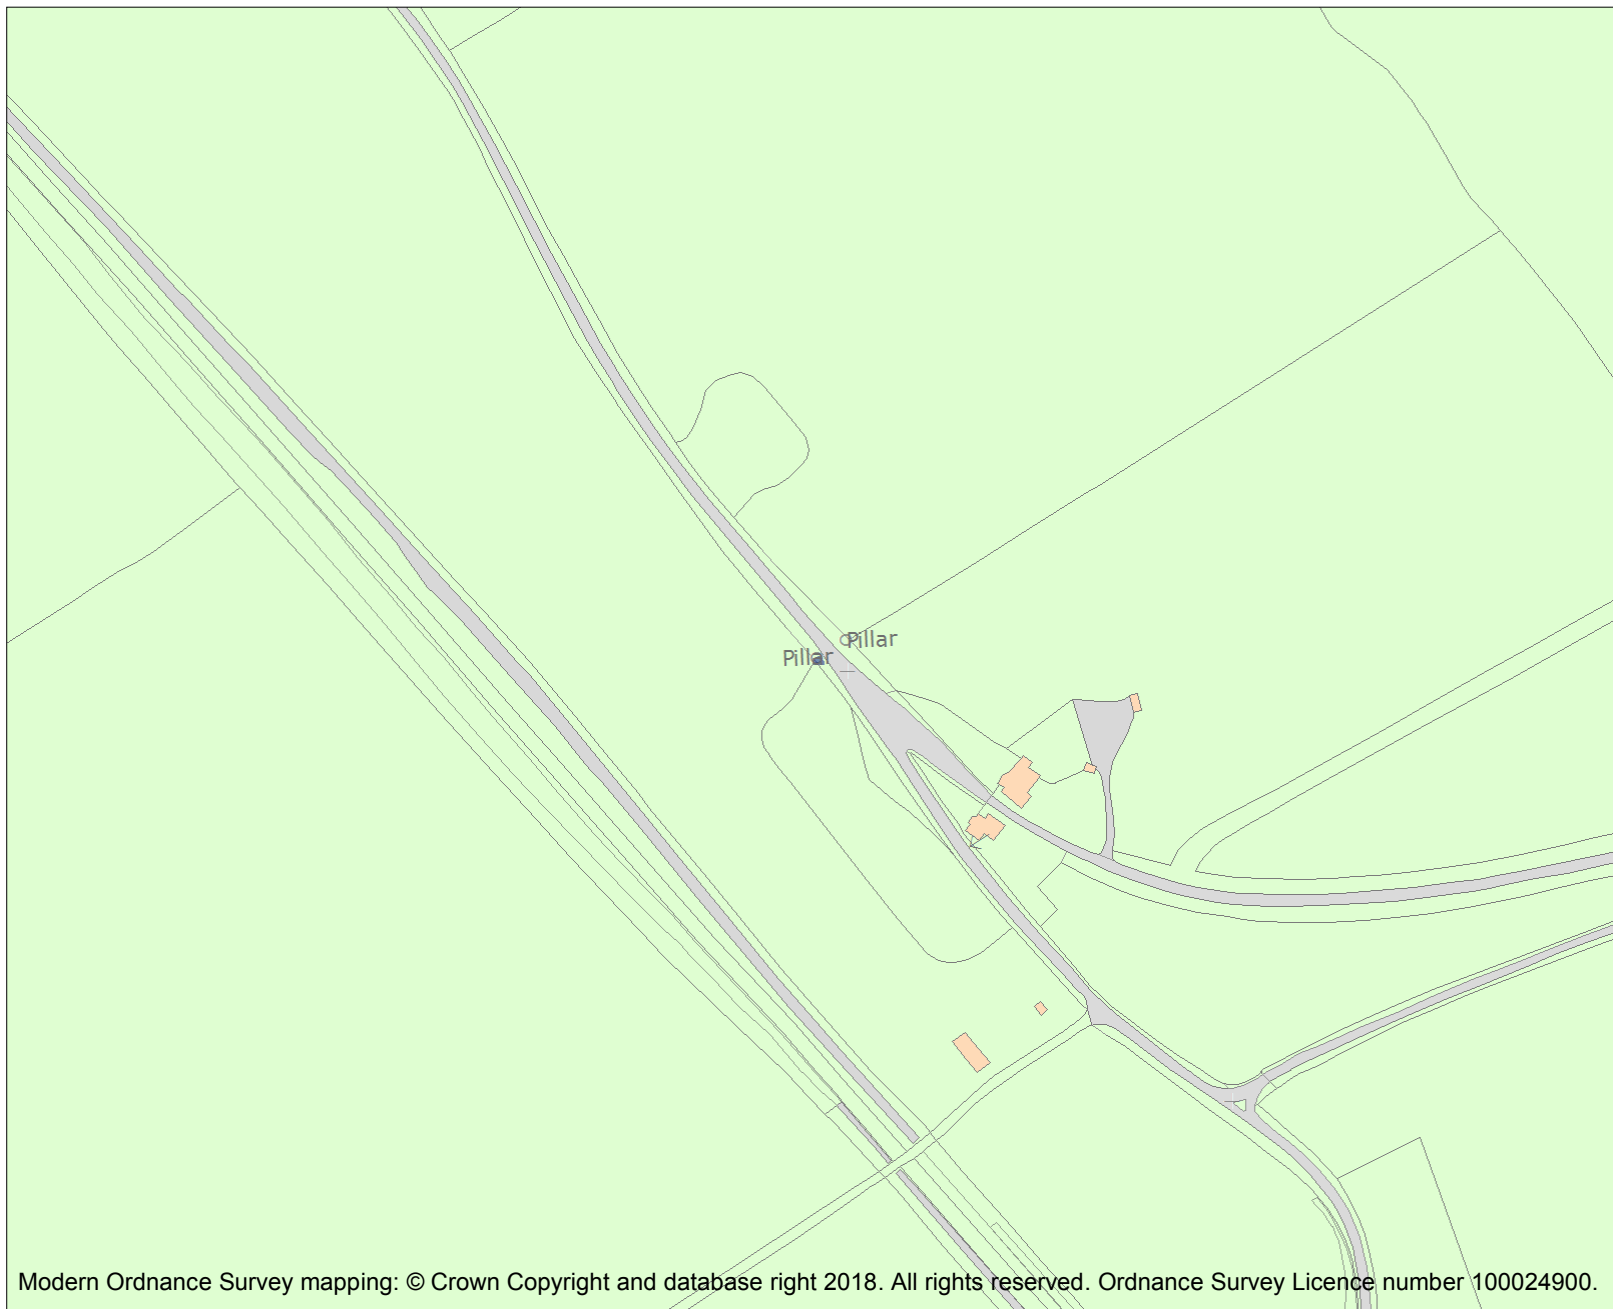 Pillar
Pillar
Modern Ordnance Survey mapping: © Crown Copyright and database right 2018. All rights reserved. Ordnance Survey Licence number 100024900.